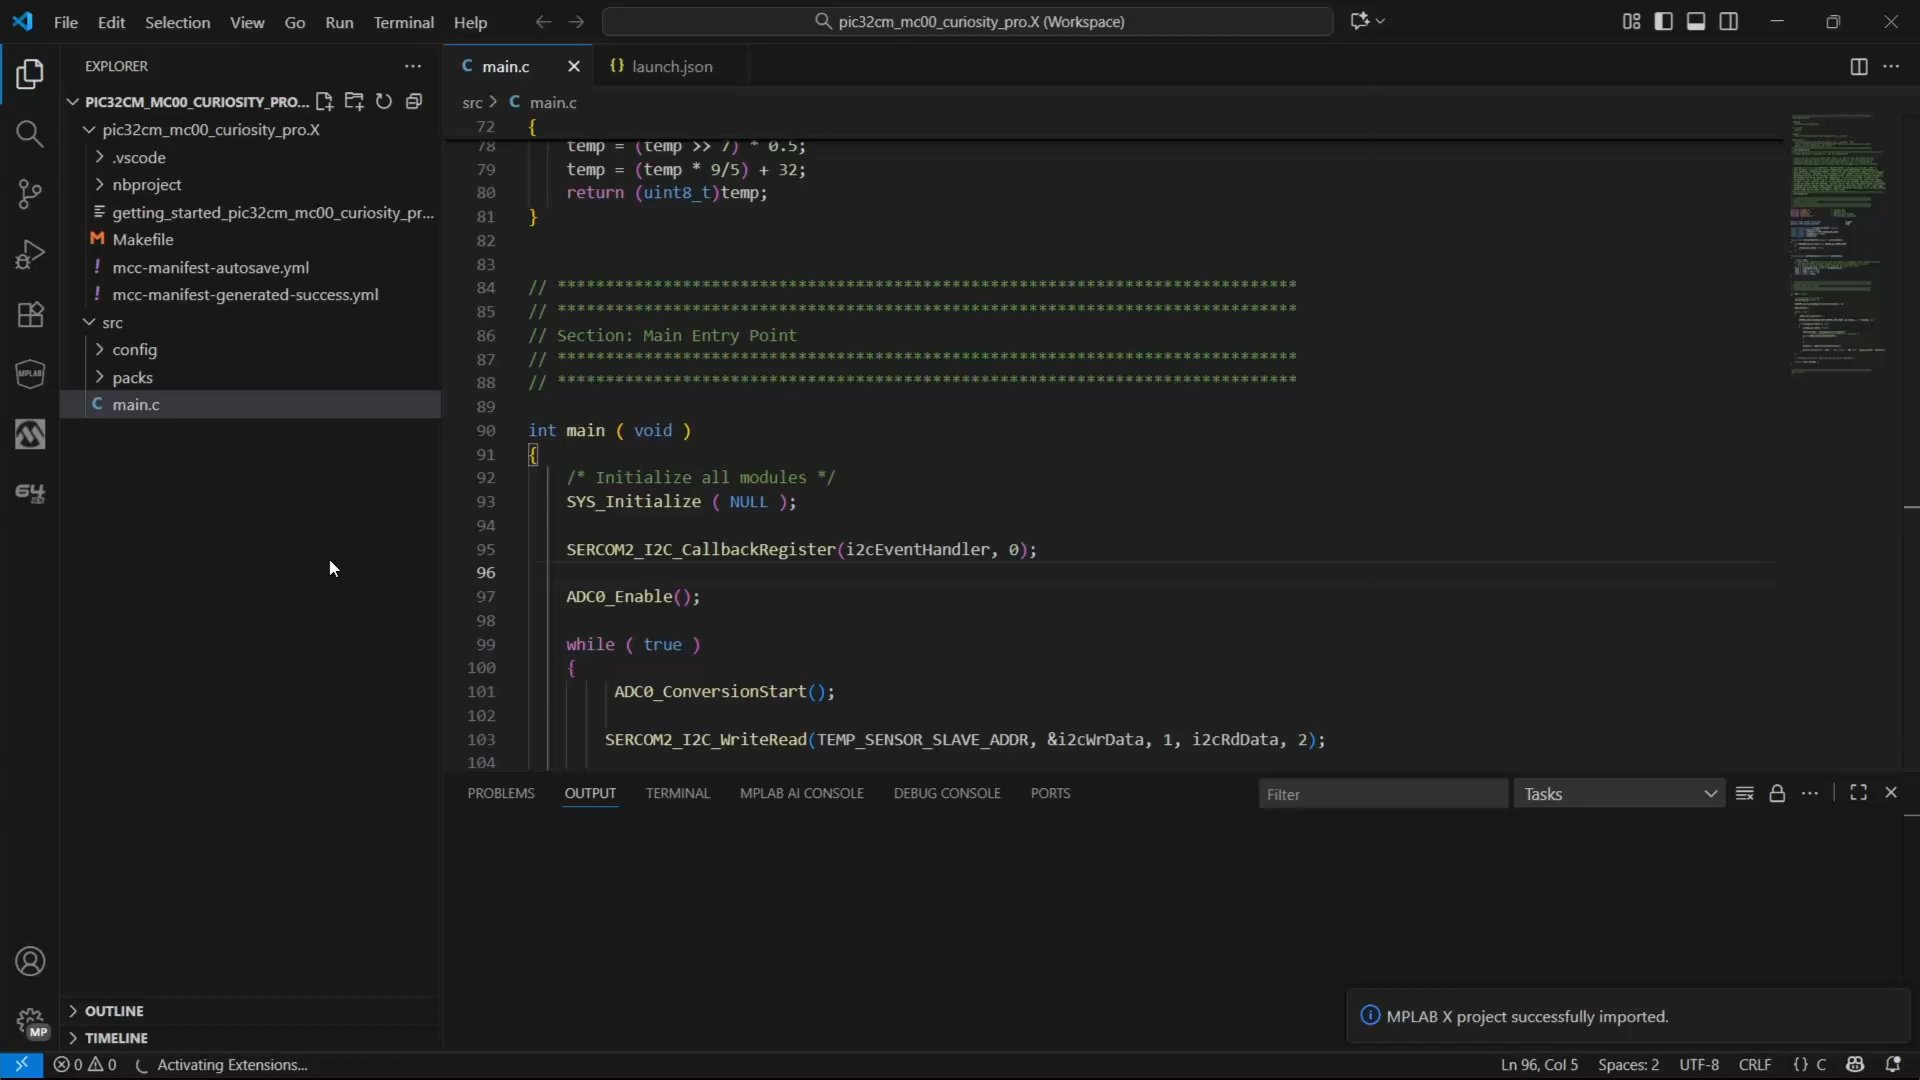 File Edit Selection View Go Run Terminal Help
pic32cm_mc00_curiosity_pro.X (Workspace)
EXPLORER
PIC32CM_MC00_CURIOSITY_PRO...
pic32cm_mc00_curiosity_pro.X
.vscode
nbproject
getting_started_pic32cm_mc00_curiosity_pr...
M Makefile
! mcc-manifest-autosave.yml
! mcc-manifest-generated-success.yml
src
config
packs
C main.c
OUTLINE
TIMELINE
MPLAB
64
MP
C main.c
{} launch.json
src > C main.c
72 {
78 temp = (temp >> 7) * 0.5;
79 temp = (temp * 9/5) + 32;
80 return (uint8_t)temp;
81 }
82
83
84 // *****************************************************************************
85 // *****************************************************************************
86 // Section: Main Entry Point
87 // *****************************************************************************
88 // *****************************************************************************
89
90 int main ( void )
91 {
92 /* Initialize all modules */
93 SYS_Initialize ( NULL );
94
95 SERCOM2_I2C_CallbackRegister(i2cEventHandler, 0);
96
97 ADC0_Enable();
98
99 while ( true )
100 {
101 ADC0_ConversionStart();
102
103 SERCOM2_I2C_WriteRead(TEMP_SENSOR_SLAVE_ADDR, &i2cWrData, 1, i2cRdData, 2);
104
PROBLEMS OUTPUT TERMINAL MPLAB AI CONSOLE DEBUG CONSOLE PORTS
Filter
Tasks
MPLAB X project successfully imported.
0 0 Activating Extensions...
Ln 96, Col 5 Spaces: 2 UTF-8 CRLF {} C